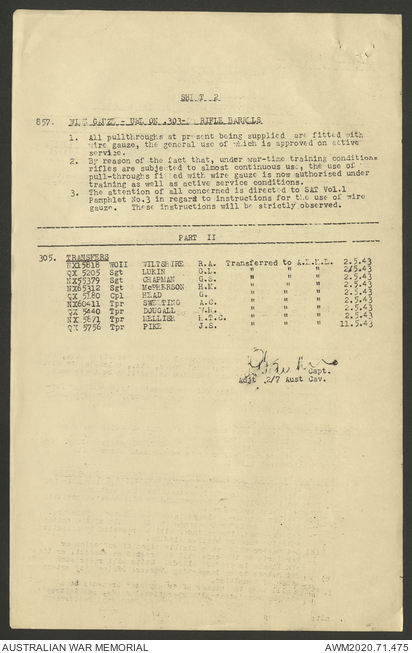 SHEET 2
857. WIRE GAUZE - USE ON .303- RIFLE BARRELS
1. All pullthroughs at present being supplied are fitted with
wire gauze, the general use of which is approved on active
service.
2. By reason of the fact that, under war-time training conditions
rifles are subjected to almost continuous use, the use of
pull-throughs fitted with wire gauze is now authorised under
training as well as active service conditions.
3. The attention of all concerned is directed to SAT Vol.1
Pamphlet No.3 in regard to instructions for the use of wire
gauze. These instructions will be strictly observed.
PART II
305. TRANSFERS
WOII WILTSHIRE R.A. Transferred to 2.5.43
QX 5205 Sgt LUKIN G.L. " " " 2.5.43
NX55379 Sgt CHAPMAN G.S. " " " 2.5.43
NX65312 Sgt McPHERSON H.M. " " " 2.5.43
QX 5180 Cpl HEAD G. " " " 2.5.43
NX60411 Tpr SWEETING A.C. " " " 2.5.43
QX 5440 Tpr DOUGALL " " " 2.5.43
Tpr MELLISH R.T.C. " " " 2.5.43
QX 5756 Tpr PIKE J.S. " " " 11.5.43
Capt.
Adjt 2/7 Aust Cav.
AUSTRALIAN WAR MEMORIAL AWM2020.71.475